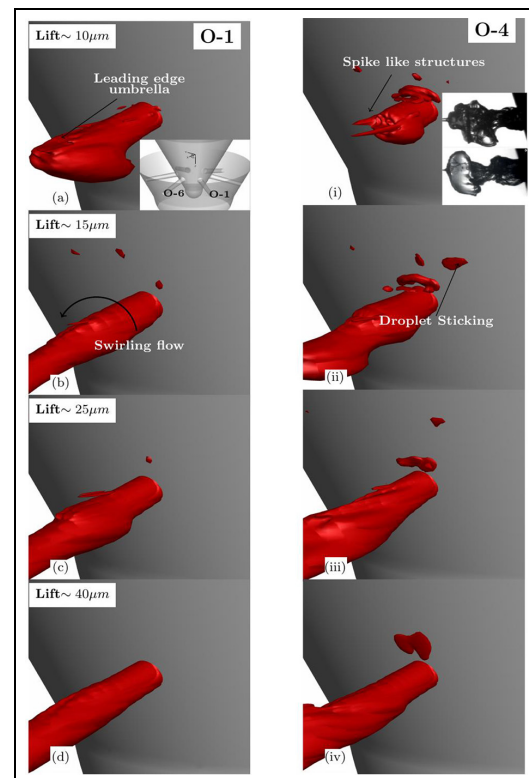 Lift∼ 10μm
O-1
O-4
Leading edge
umbrella
Spike like structures
O-6
O-1
(a)
(i)
Lift∼ 15μm
Droplet Sticking
Swirling flow
(b)
(ii)
Lift∼ 25μm
(c)
(iii)
Lift∼ 40μm
(d)
(iv)